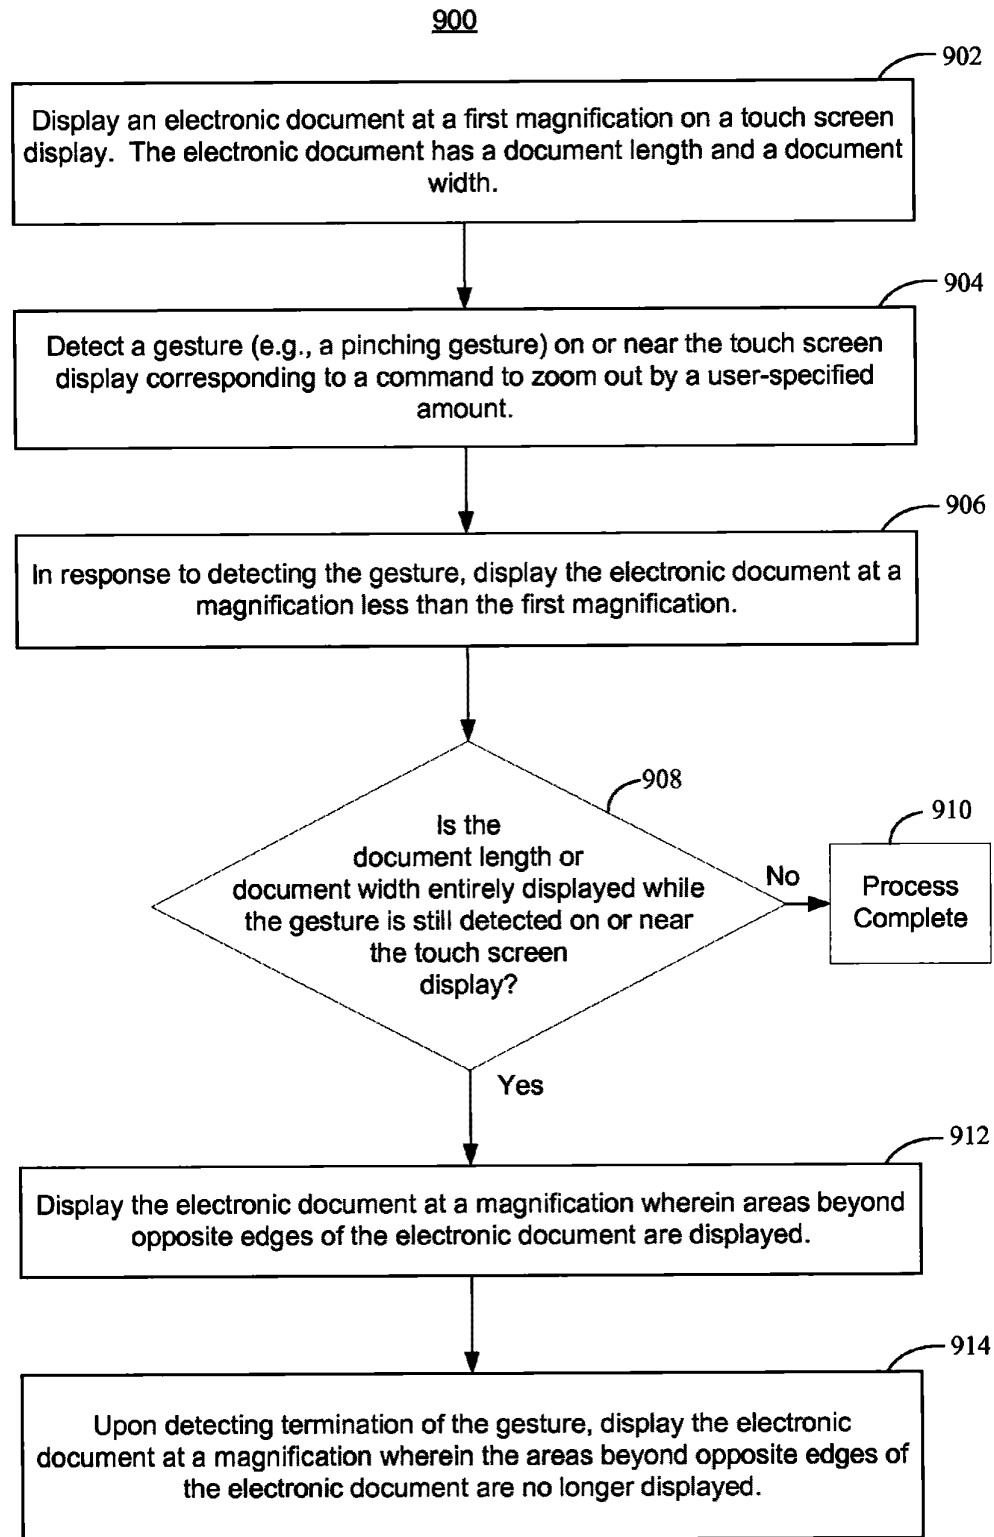 900
902
Display an electronic document at a first magnification on a touch screen
display. The electronic document has a document length and a document
width.
904
Detect a gesture (e.g., a pinching gesture) on or near the touch screen
display corresponding to a command to zoom out by a user-specified
amount.
906
In response to detecting the gesture, display the electronic document at a
magnification less than the first magnification.
908
Is the
document length or
document width entirely displayed while
the gesture is still detected on or near
the touch screen
display?
No
910
Process
Complete
Yes
912
Display the electronic document at a magnification wherein areas beyond
opposite edges of the electronic document are displayed.
914
Upon detecting termination of the gesture, display the electronic
document at a magnification wherein the areas beyond opposite edges of
the electronic document are no longer displayed.